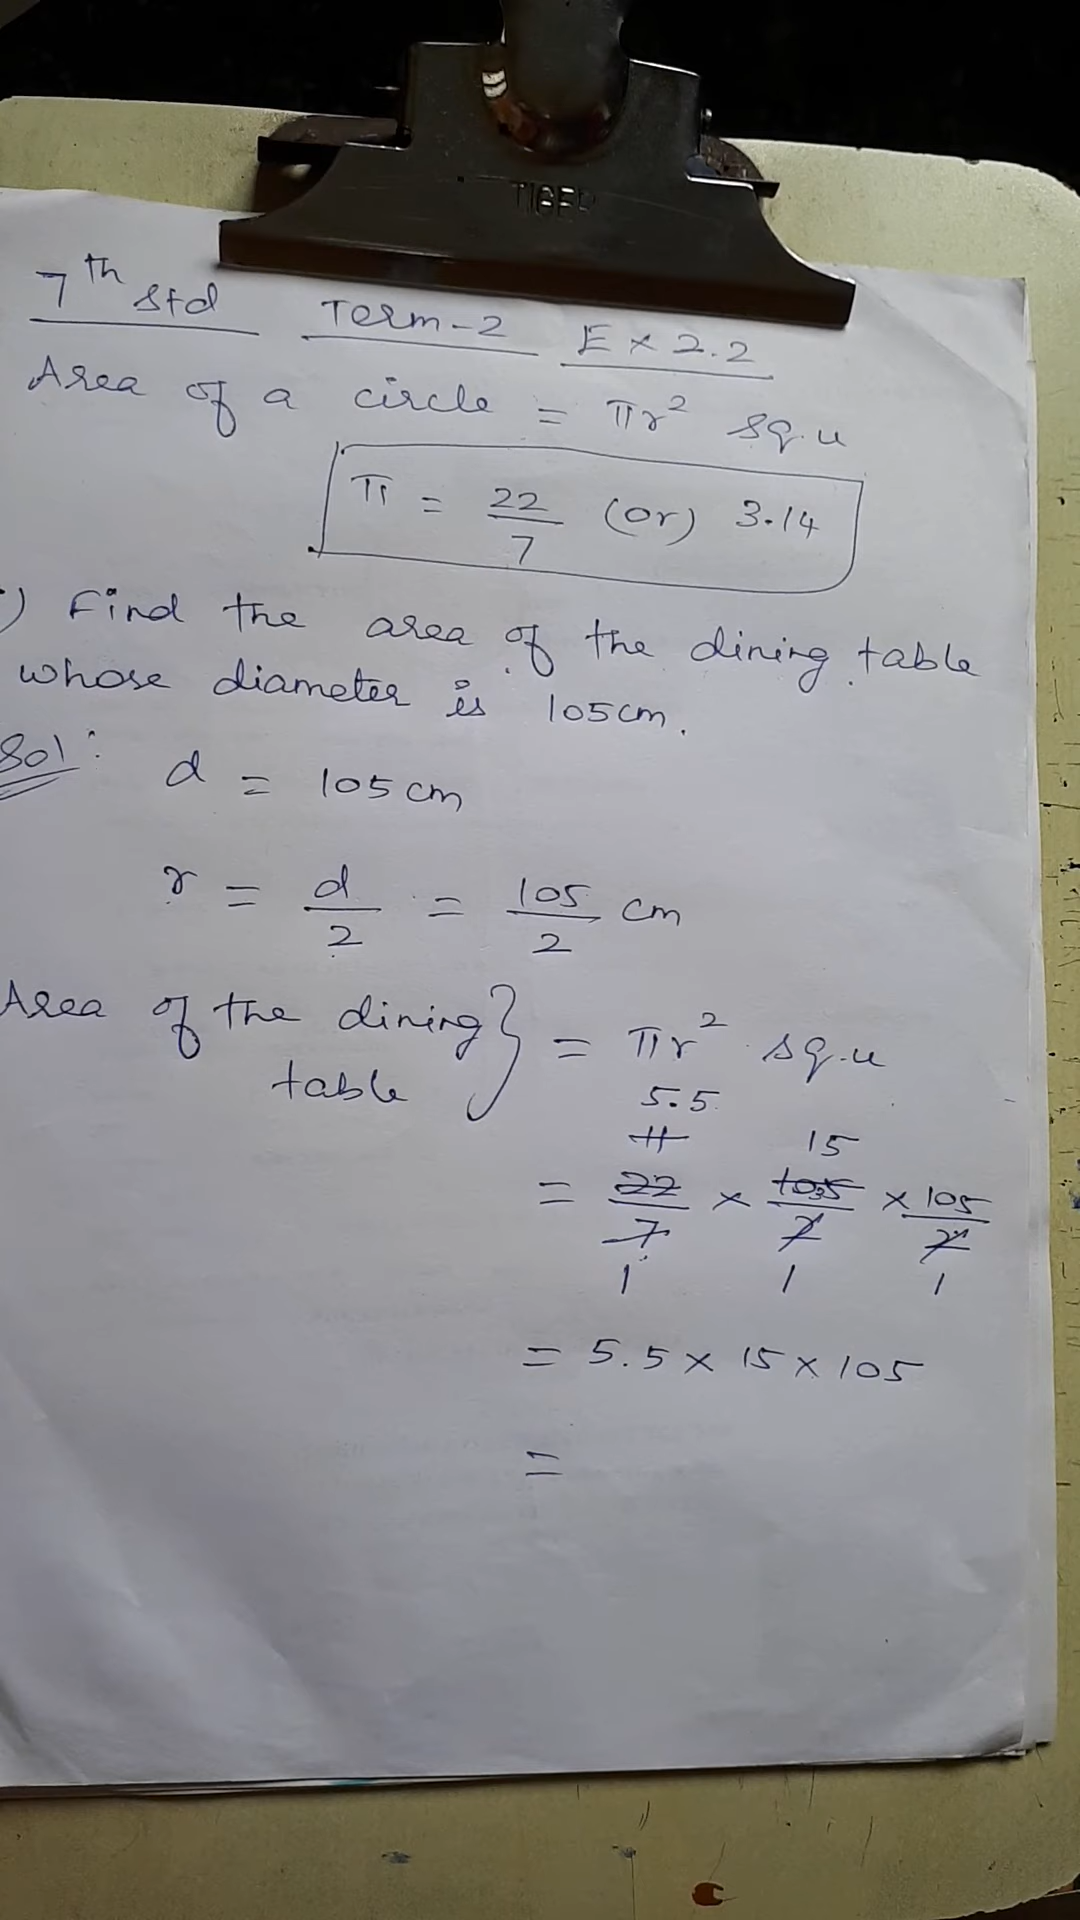 TIGER
7th std Term-2 Ex 2.2
Area of a circle = πr² sq.u
π = 22/7 (or) 3.14
) Find the area of the dining table
whose diameter is 105cm.
Sol: d = 105 cm
r = d/2 = 105/2 cm
Area of the dining table } = πr² sq.u
5.5
11 15
= 22/7 × 105/2 × 105/2
1 1 1
= 5.5 × 15 × 105
=